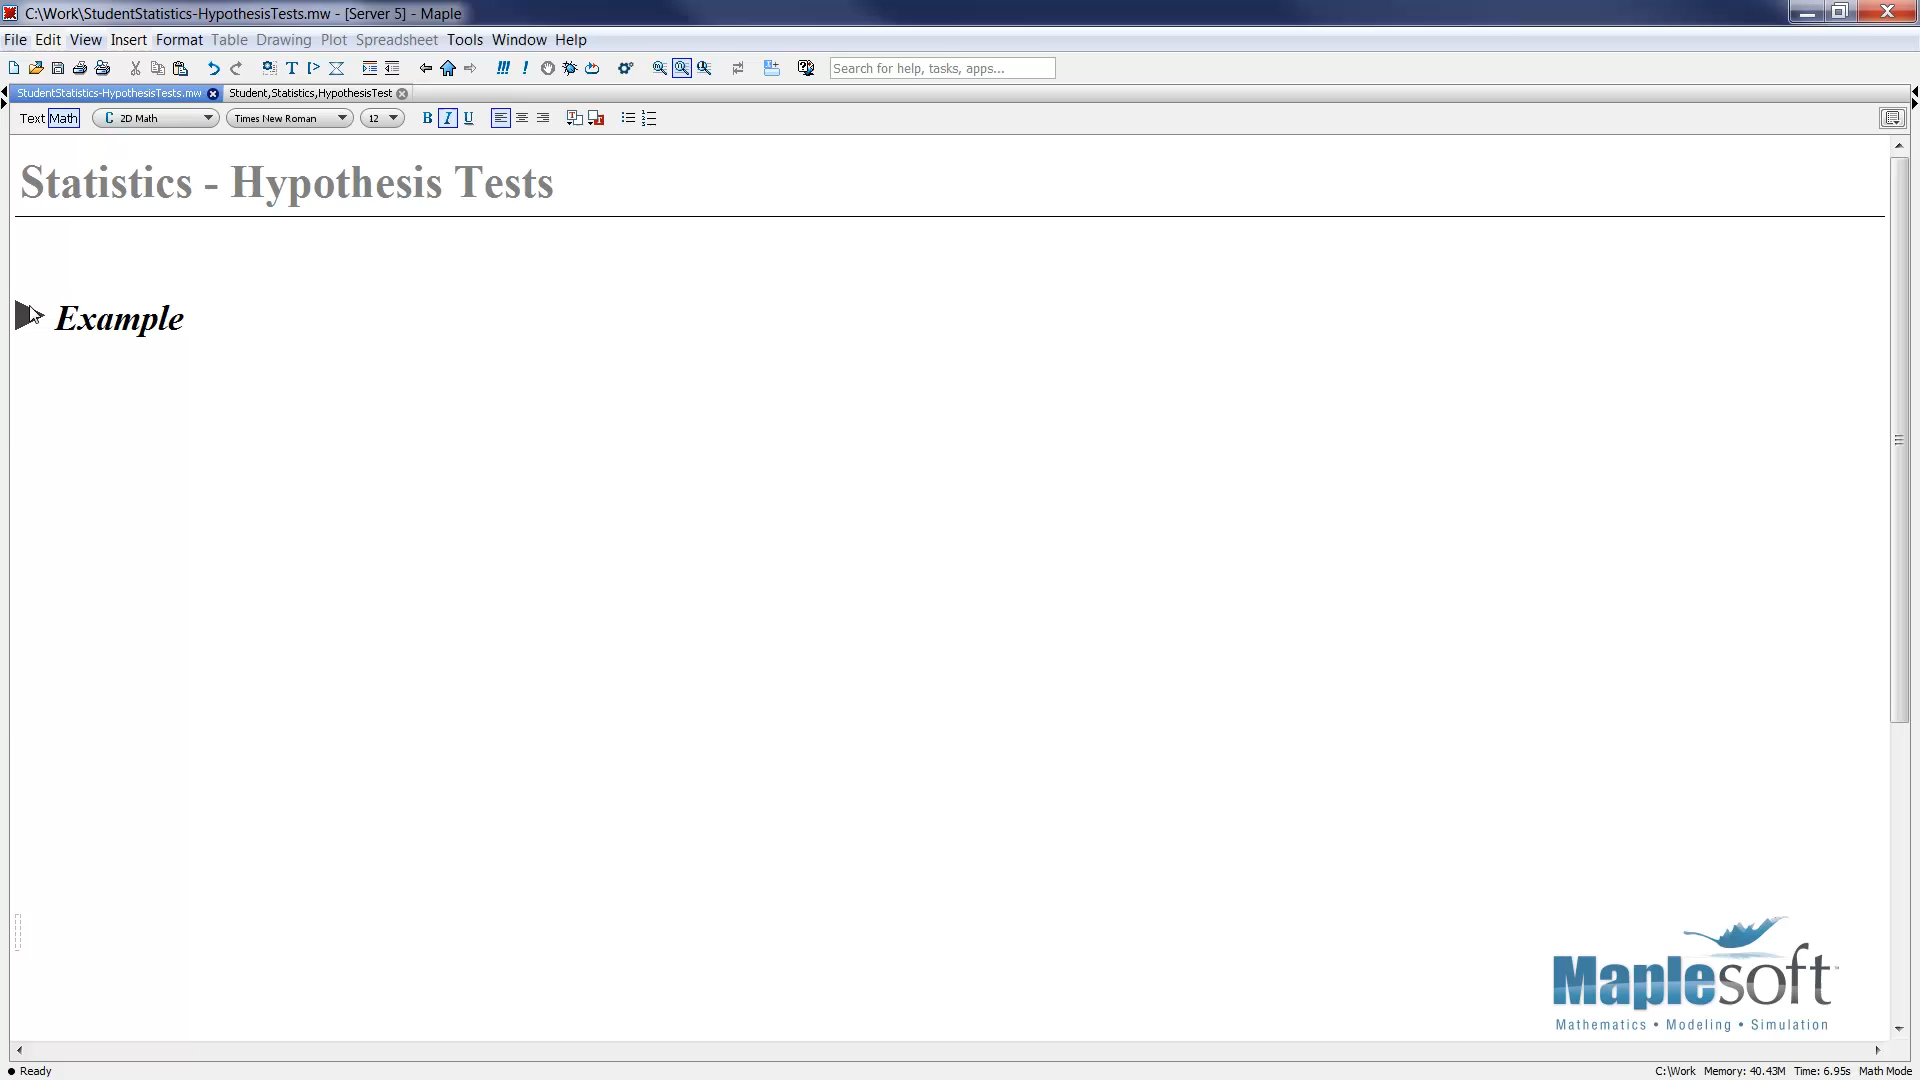 C:\Work\StudentStatistics-HypothesisTests.mw - [Server 5] - Maple
File Edit View Insert Format Table Drawing Plot Spreadsheet Tools Window Help
Search for help, tasks, apps...
StudentStatistics-HypothesisTests.mw Student,Statistics,HypothesisTest
Text Math C 2D Math Times New Roman 12 B I U
Statistics - Hypothesis Tests
Example
Maplesoft™
Mathematics • Modeling • Simulation
Ready C:\Work Memory: 40.43M Time: 6.95s Math Mode